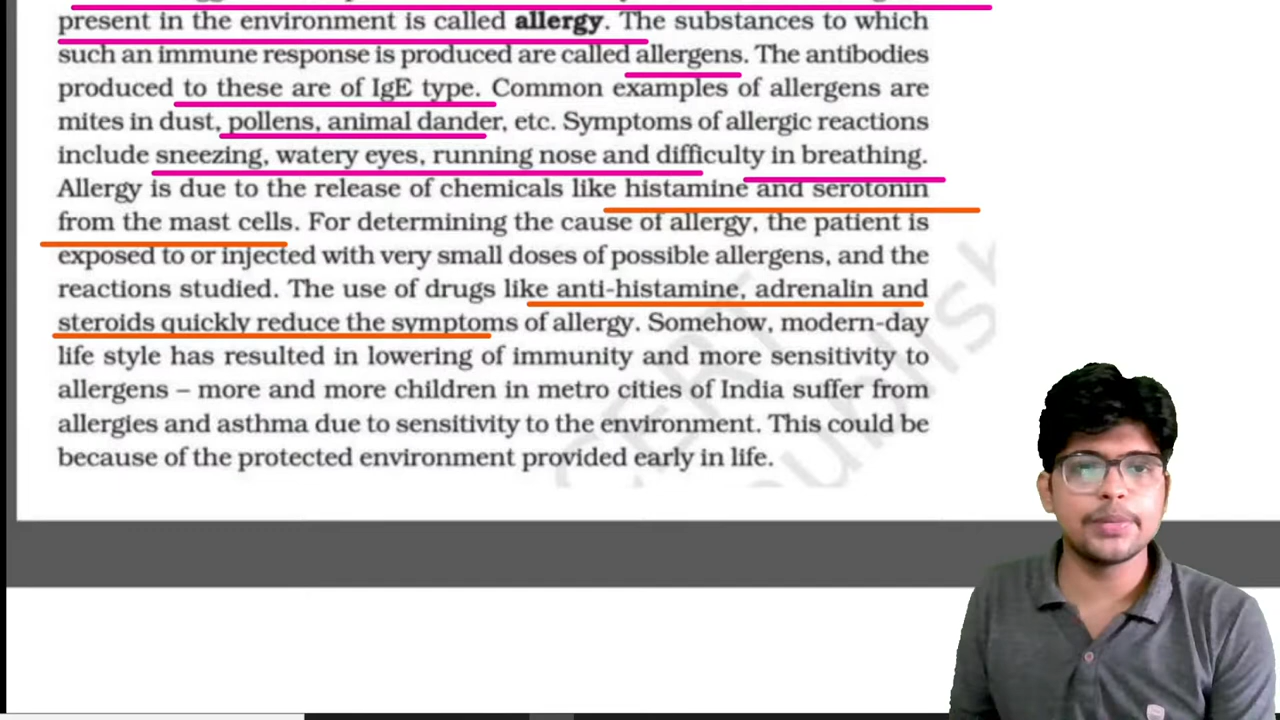 present in the environment is called allergy. The substances to which
such an immune response is produced are called allergens. The antibodies
produced to these are of IgE type. Common examples of allergens are
mites in dust, pollens, animal dander, etc. Symptoms of allergic reactions
include sneezing, watery eyes, running nose and difficulty in breathing.
Allergy is due to the release of chemicals like histamine and serotonin
from the mast cells. For determining the cause of allergy, the patient is
exposed to or injected with very small doses of possible allergens, and the
reactions studied. The use of drugs like anti-histamine, adrenalin and
steroids quickly reduce the symptoms of allergy. Somehow, modern-day
life style has resulted in lowering of immunity and more sensitivity to
allergens – more and more children in metro cities of India suffer from
allergies and asthma due to sensitivity to the environment. This could be
because of the protected environment provided early in life.